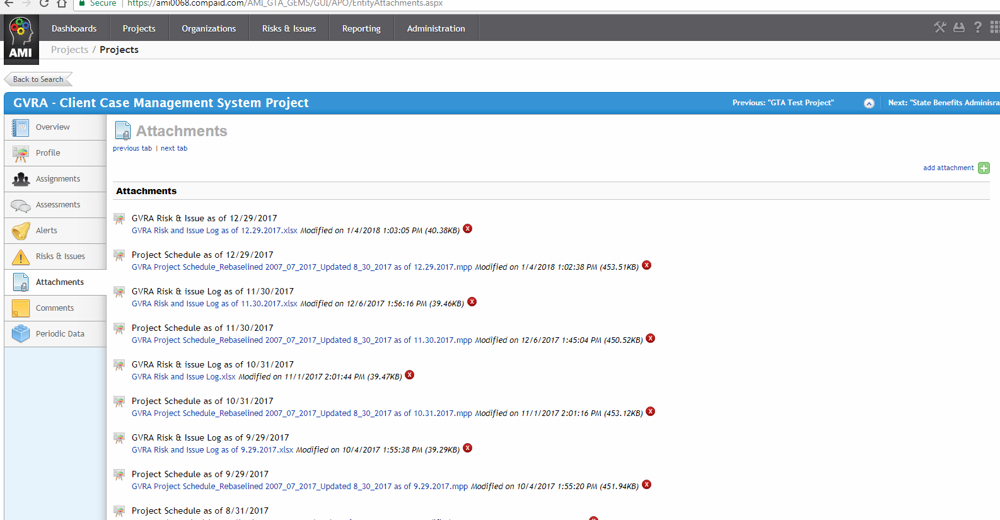 Secure https://ami0068.compaid.com/AMI_GTA_GEMS/GUI/APO/EntityAttachments.aspx
AMI
Dashboards Projects Organizations Risks & Issues Reporting Administration ?
Projects / Projects
Back to Search
GVRA - Client Case Management System Project Previous: "GTA Test Project" Next: "State Benefits Adminisra
Overview
Profile
Assignments
Assessments
Alerts
Risks & Issues
Attachments
Comments
Periodic Data
Attachments
previous tab | next tab
add attachment
Attachments
GVRA Risk & Issue as of 12/29/2017
GVRA Risk and Issue Log as of 12.29.2017.xlsx Modified on 1/4/2018 1:03:05 PM (40.38KB) X
Project Schedule as of 12/29/2017
GVRA Project Schedule_Rebaselined 2007_07_2017_Updated 8_30_2017 as of 12.29.2017.mpp Modified on 1/4/2018 1:02:38 PM (453.51KB) X
GVRA Risk & issue Log as of 11/30/2017
GVRA Risk and Issue Log as of 11.30.2017.xlsx Modified on 12/6/2017 1:56:16 PM (39.46KB) X
Project Schedule as of 11/30/2017
GVRA Project Schedule_Rebaselined 2007_07_2017_Updated 8_30_2017 as of 11.30.2017.mpp Modified on 12/6/2017 1:45:04 PM (450.52KB) X
GVRA Risk & issue Log as of 10/31/2017
GVRA Risk and Issue Log.xlsx Modified on 11/1/2017 2:01:44 PM (39.47KB) X
Project Schedule as of 10/31/2017
GVRA Project Schedule_Rebaselined 2007_07_2017_Updated 8_30_2017 as of 10.31.2017.mpp Modified on 11/1/2017 2:01:16 PM (453.12KB) X
GVRA Risk & Issue Log as of 9/29/2017
GVRA Risk and Issue Log as of 9.29.2017.xlsx Modified on 10/4/2017 1:55:38 PM (39.29KB) X
Project Schedule as of 9/29/2017
GVRA Project Schedule_Rebaselined 2007_07_2017_Updated 8_30_2017 as of 9.29.2017.mpp Modified on 10/4/2017 1:55:20 PM (451.94KB) X
Project Schedule as of 8/31/2017